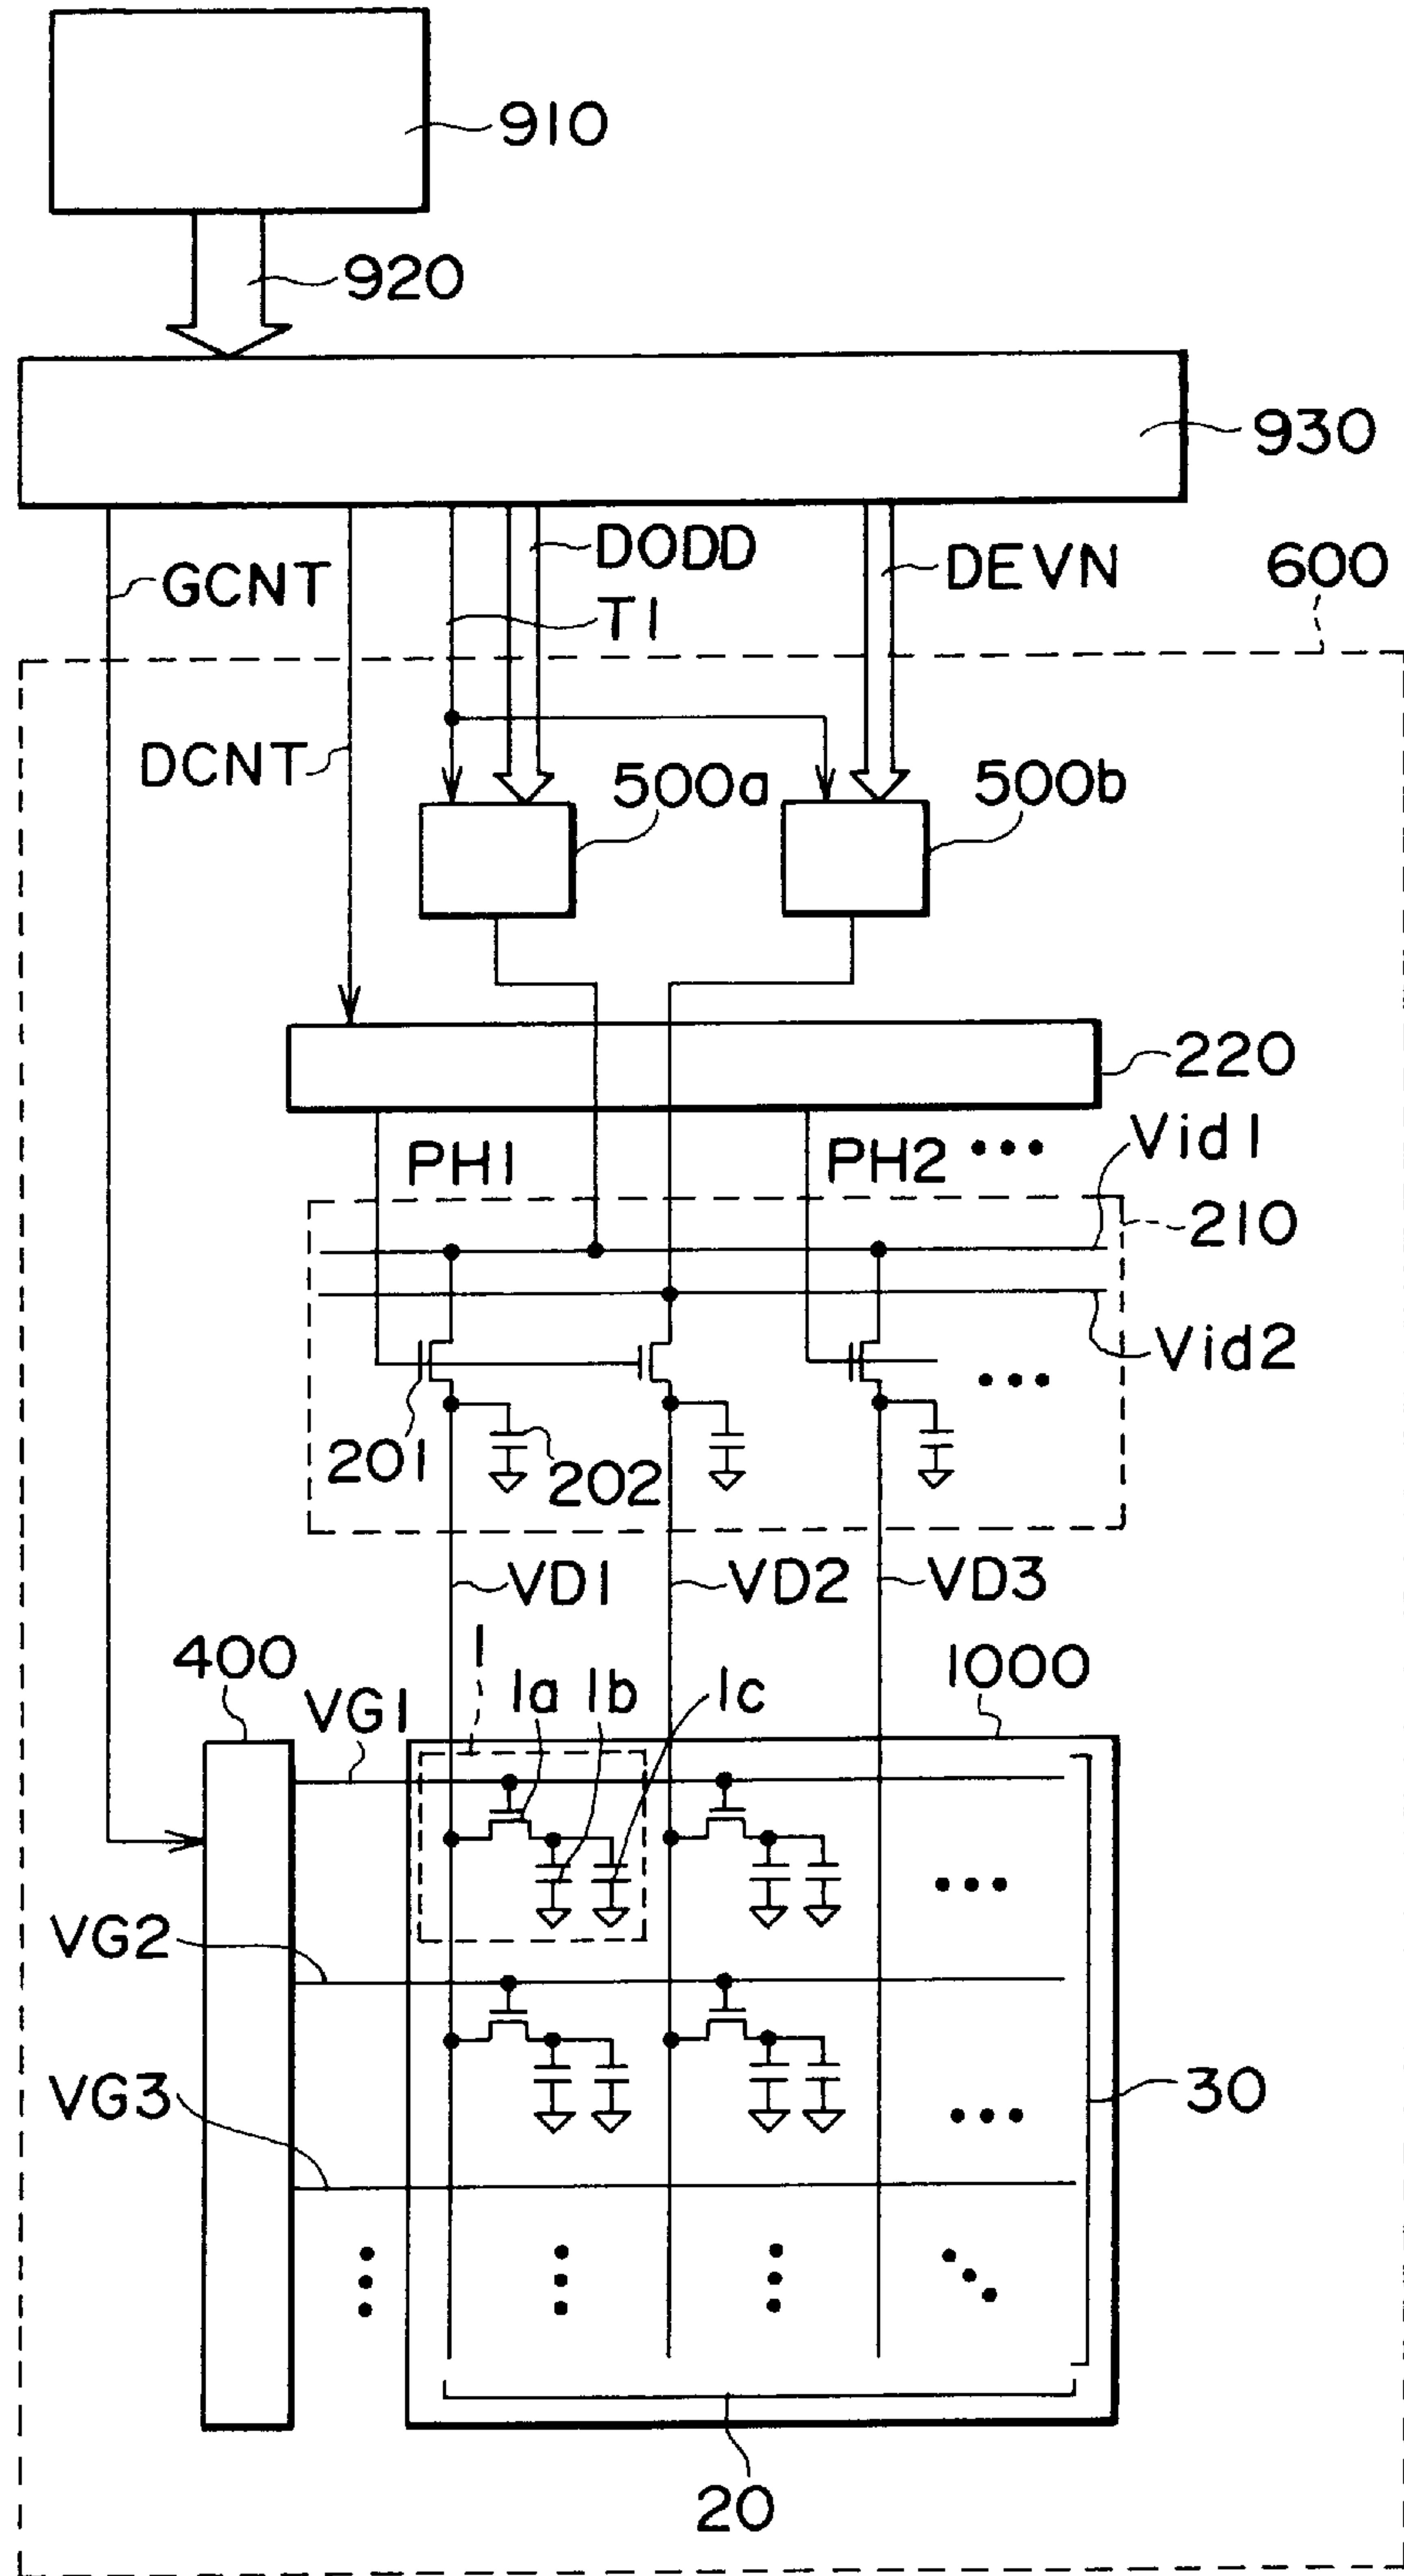 910
920
930
DODD
DEVN
600
GCNT
T1
DCNT
500a
500b
220
PH1
PH2
Vid1
210
Vid2
201
202
VD1
VD2
VD3
400
1
1000
VG1
1a
1b
1c
VG2
VG3
30
20